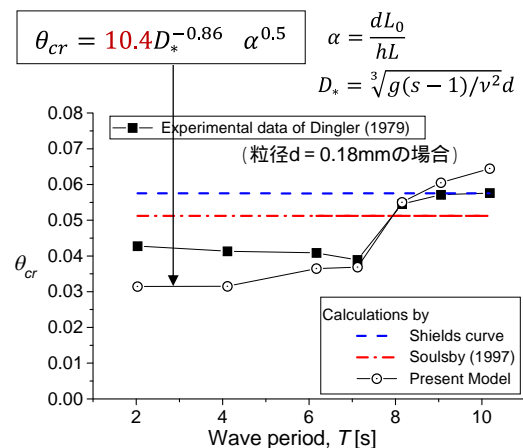 θcr = 10.4D*^−0.86 α^0.5
α = dL0/hL
D* = ∛g(s − 1)/ν²d
Experimental data of Dingler (1979)
(粒径d = 0.18mmの場合)
0.08
0.07
0.06
0.05
0.04
0.03
0.02
0.01
0.00
θcr
Calculations by
Shields curve
Soulsby (1997)
Present Model
2
4
6
8
10
Wave period, T [s]